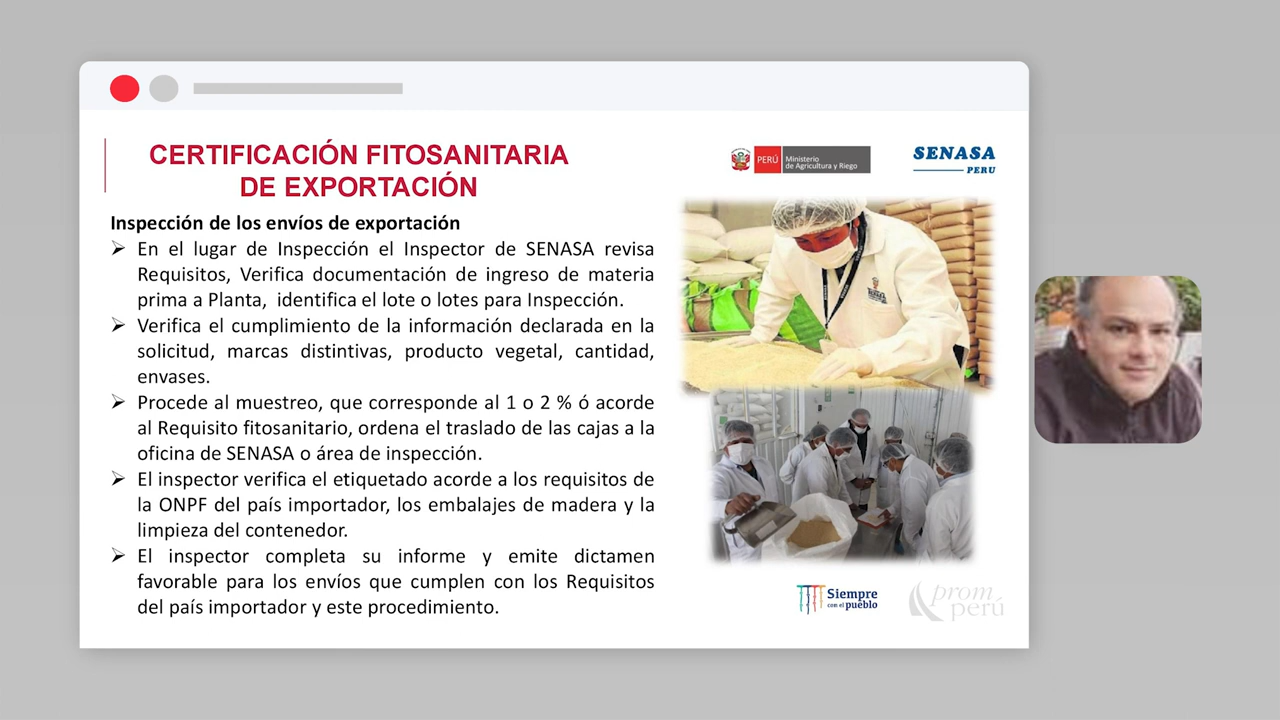 CERTIFICACIÓN FITOSANITARIA
DE EXPORTACIÓN
PERÚ
Ministerio
de Agricultura y Riego
SENASA
PERU
Inspección de los envíos de exportación
En el lugar de Inspección el Inspector de SENASA revisa
Requisitos, Verifica documentación de ingreso de materia
prima a Planta, identifica el lote o lotes para Inspección.
Verifica el cumplimiento de la información declarada en la
solicitud, marcas distintivas, producto vegetal, cantidad,
envases.
Procede al muestreo, que corresponde al 1 o 2 % ó acorde
al Requisito fitosanitario, ordena el traslado de las cajas a la
oficina de SENASA o área de inspección.
El inspector verifica el etiquetado acorde a los requisitos de
la ONPF del país importador, los embalajes de madera y la
limpieza del contenedor.
El inspector completa su informe y emite dictamen
favorable para los envíos que cumplen con los Requisitos
del país importador y este procedimiento.
Siempre
con el pueblo
prom
perú